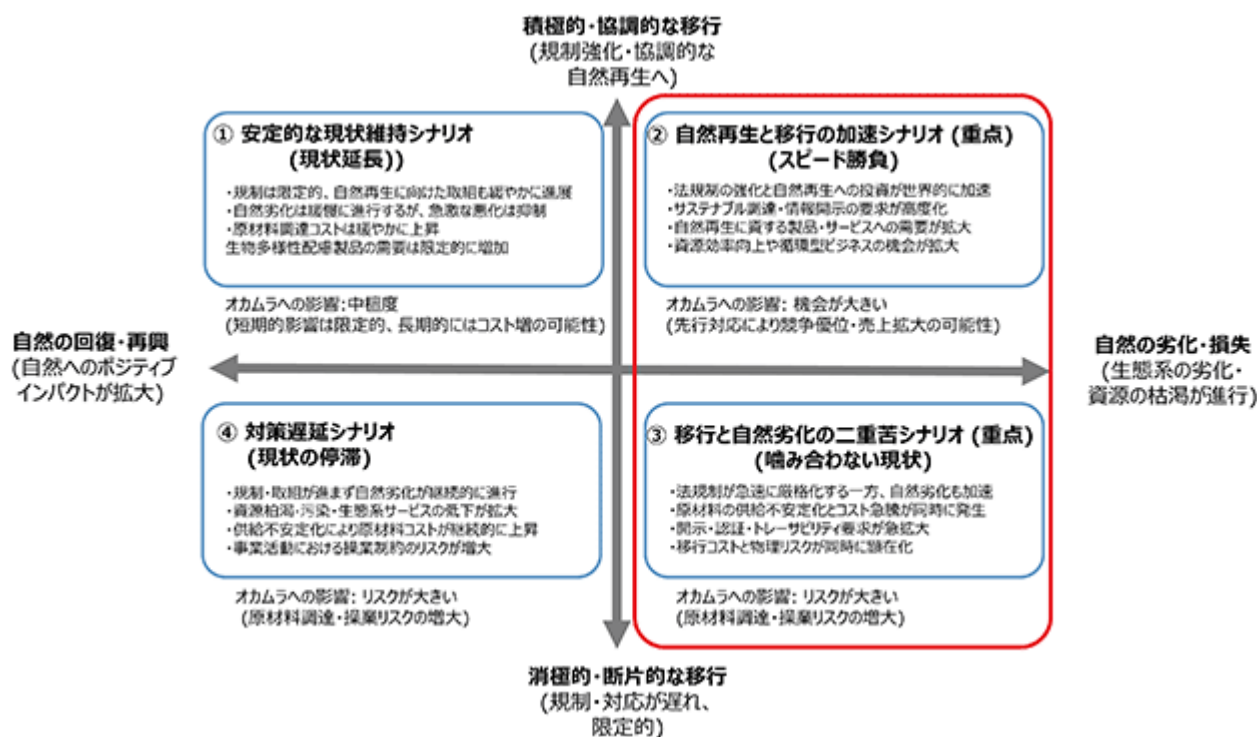 積極的・協調的な移行
(規制強化・協調的な
自然再生へ)
① 安定的な現状維持シナリオ
(現状延長))
・規制は限定的、自然再生に向けた取組も緩やかに進展
・自然劣化は緩慢に進行するが、急激な悪化は抑制
・原材料調達コストは緩やかに上昇
生物多様性配慮製品の需要は限定的に増加
オカムラへの影響: 中程度
(短期的影響は限定的、長期的にはコスト増の可能性)
② 自然再生と移行の加速シナリオ (重点)
(スピード勝負)
・法規制の強化と自然再生への投資が世界的に加速
・サステナブル調達・情報開示の要求が高度化
・自然再生に資する製品・サービスへの需要が拡大
・資源効率向上や循環型ビジネスの機会が拡大
オカムラへの影響: 機会が大きい
(先行対応により競争優位・売上拡大の可能性)
自然の回復・再興
(自然へのポジティブ
インパクトが拡大)
自然の劣化・損失
(生態系の劣化・
資源の枯渇が進行)
④ 対策遅延シナリオ
(現状の停滞)
・規制・取組が進まず自然劣化が継続的に進行
・資源枯渇・汚染・生態系サービスの低下が拡大
・供給不安定化により原材料コストが継続的に上昇
・事業活動における操業制約のリスクが増大
オカムラへの影響: リスクが大きい
(原材料調達・操業リスクの増大)
③ 移行と自然劣化の二重苦シナリオ (重点)
(噛み合わない現状)
・法規制が急速に厳格化する一方、自然劣化も加速
・原材料の供給不安定化とコスト急騰が同時に発生
・開示・認証・トレーサビリティ要求が急拡大
・移行コストと物理リスクが同時に顕在化
オカムラへの影響: リスクが大きい
(原材料調達・操業リスクの増大)
消極的・断片的な移行
(規制・対応が遅れ、
限定的)